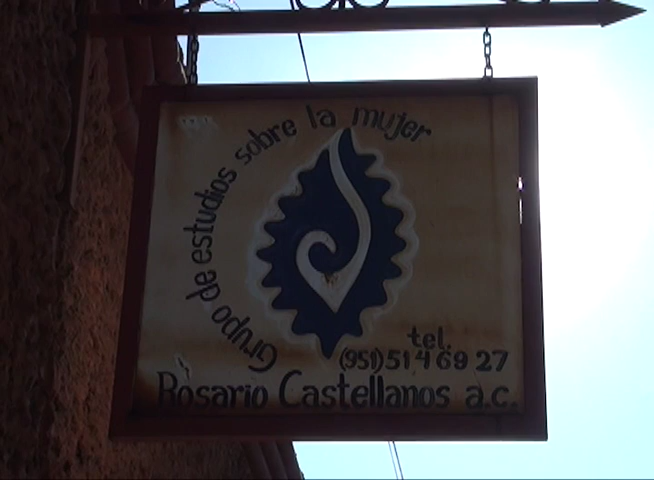 Grupo de estudios sobre la mujer
tel.
(951) 51 4 69 27
Rosario Castellanos a.c.